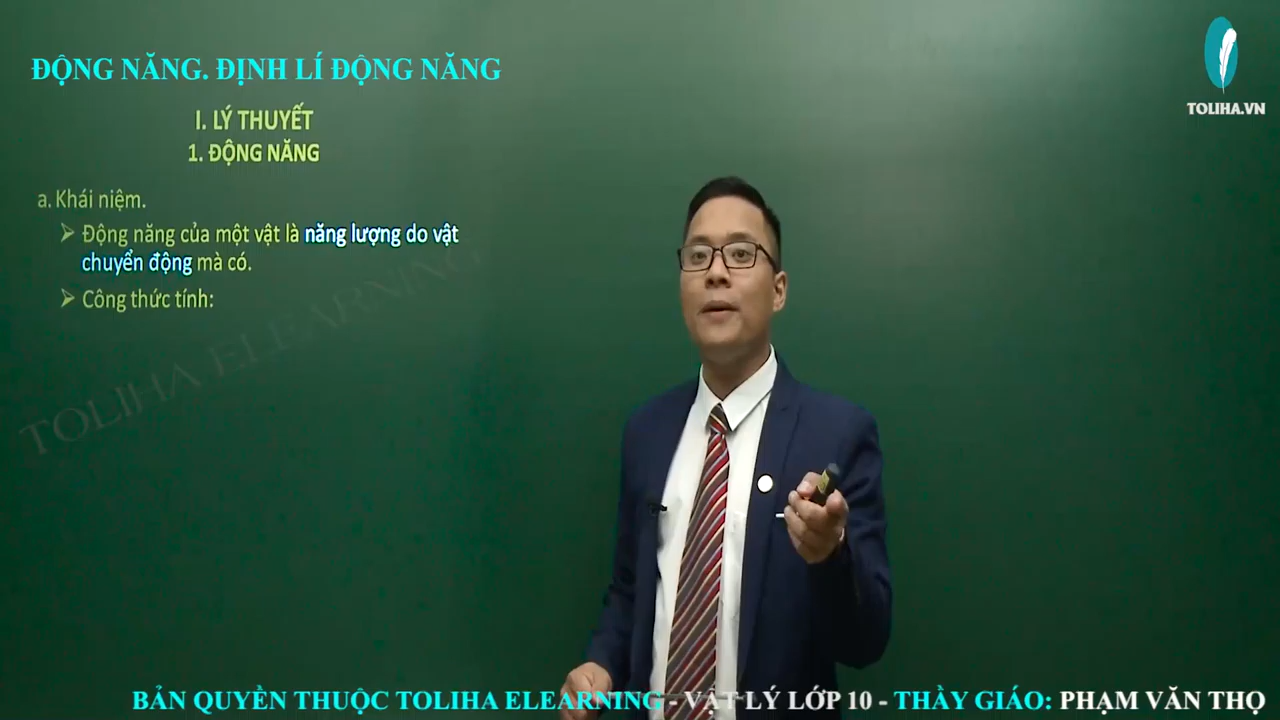 ĐỘNG NĂNG. ĐỊNH LÍ ĐỘNG NĂNG
TOLIHA.VN
I. LÝ THUYẾT
1. ĐỘNG NĂNG
a. Khái niệm.
➢ Động năng của một vật là năng lượng do vật
chuyển động mà có.
➢ Công thức tính:
TOLIHA ELEARNING
BẢN QUYỀN THUỘC TOLIHA ELEARNING - VẬT LÝ LỚP 10 - THẦY GIÁO: PHẠM VĂN THỌ